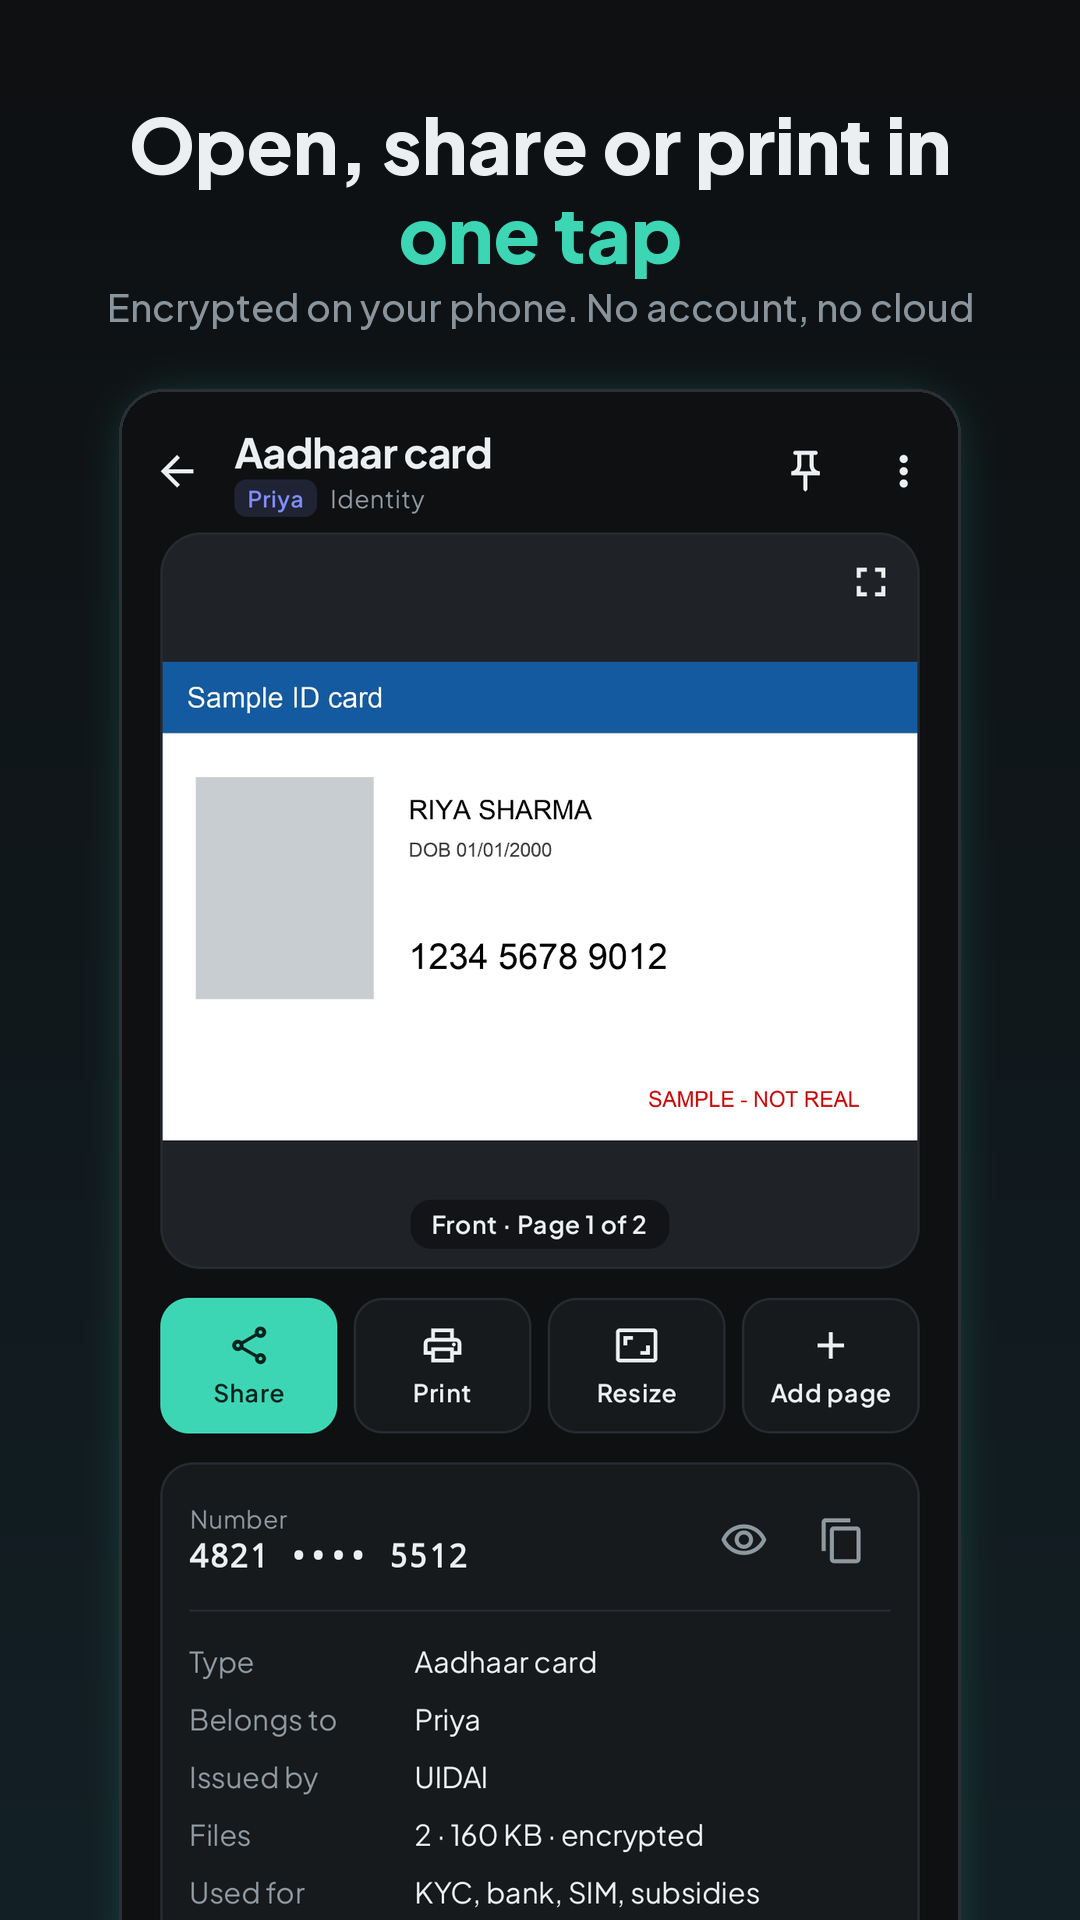 Open, share or print in
one tap
Encrypted on your phone. No account, no cloud
Aadhaar card
Priya Identity
Sample ID card
RIYA SHARMA
DOB 01/01/2000
1234 5678 9012
SAMPLE - NOT REAL
Front · Page 1 of 2
Share Print Resize Add page
Number
4821 •••• 5512
Type Aadhaar card
Belongs to Priya
Issued by UIDAI
Files 2 · 160 KB · encrypted
Used for KYC, bank, SIM, subsidies